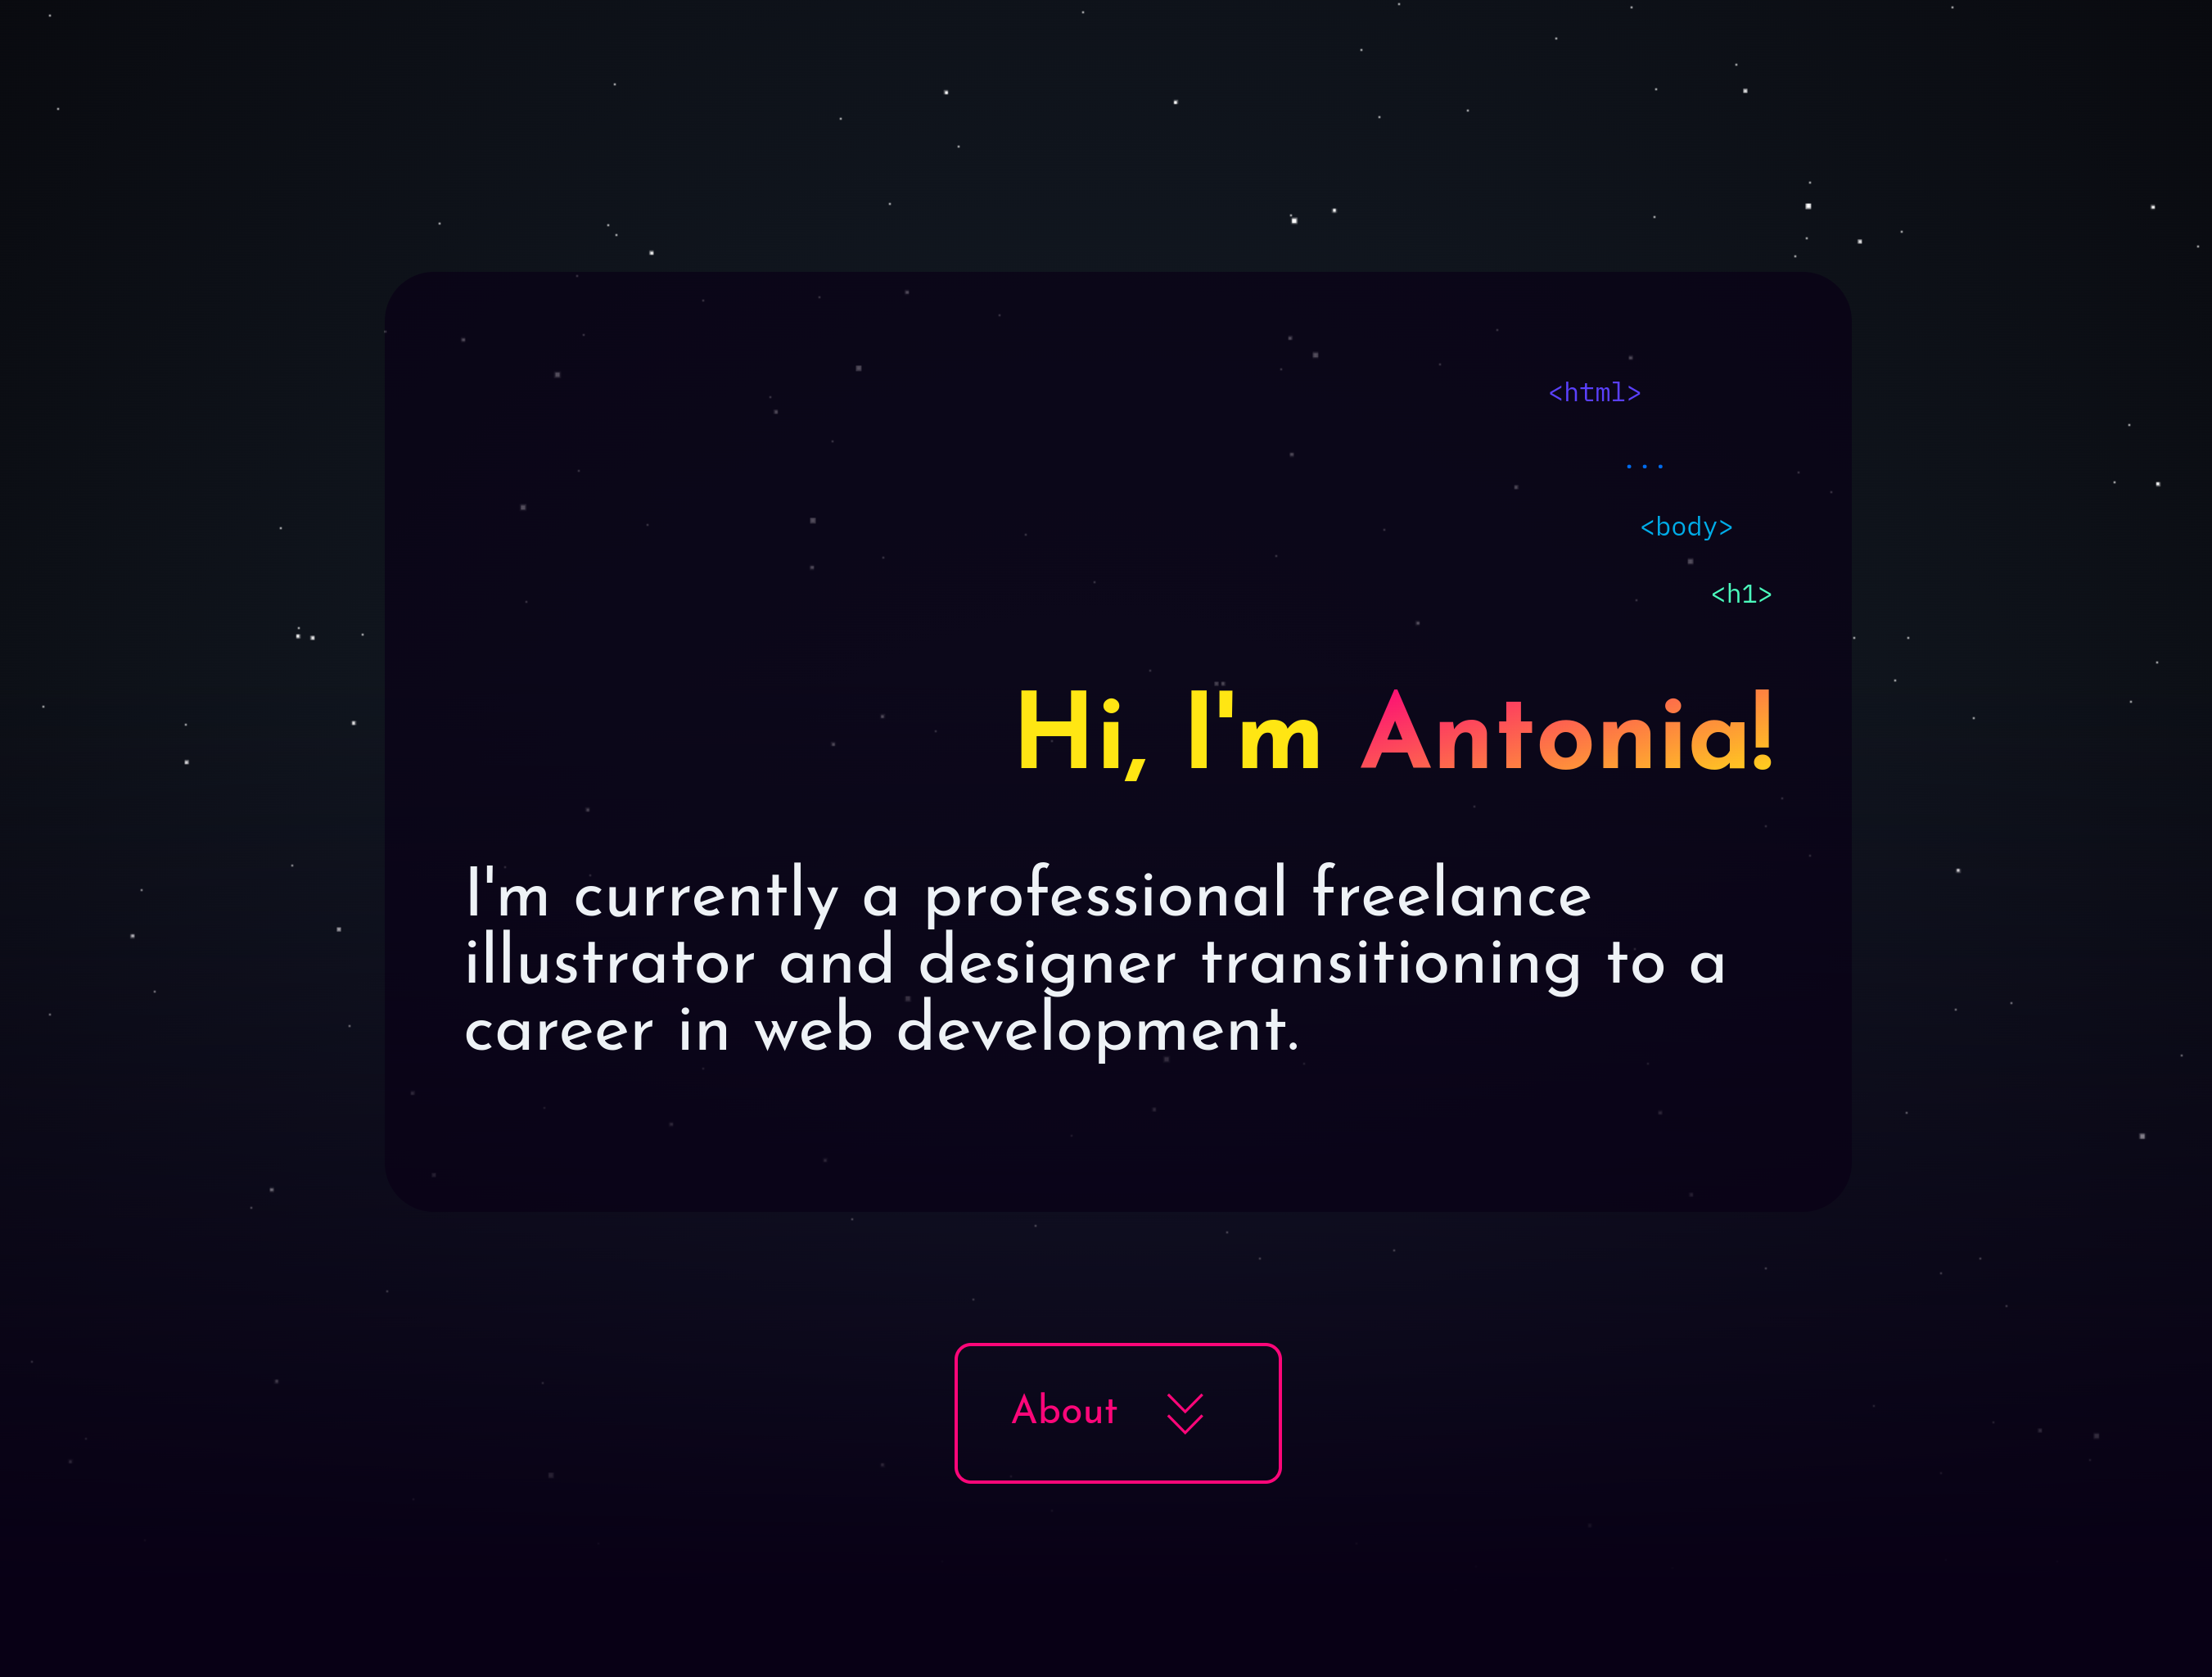 <html>
...
<body>
<h1>
Hi, I'm Antonia!
I'm currently a professional freelance
illustrator and designer transitioning to a
career in web development.
About